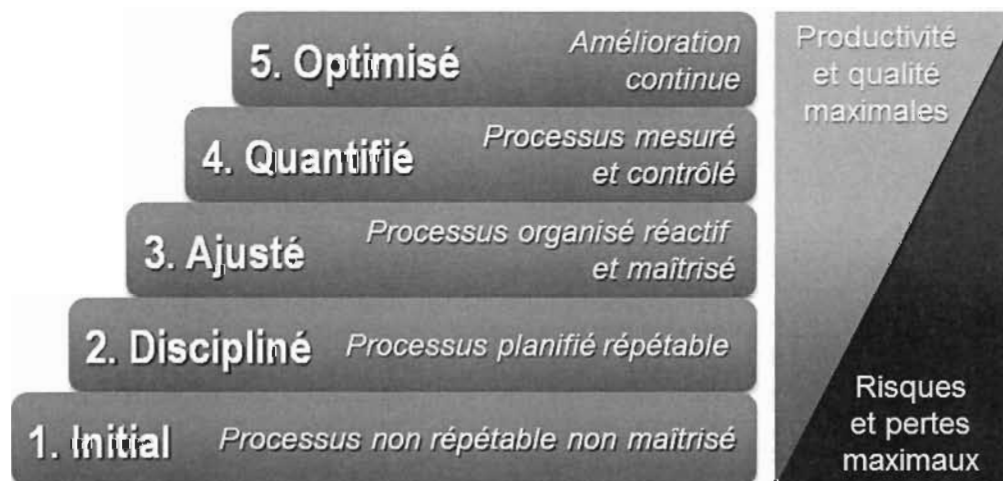 5. Optimisé
Amélioration
continue
4. Quantifié
Processus mesuré
et contrôlé
3. Ajusté
Processus organisé réactif
et maîtrisé
2. Discipliné
Processus planifié répétable
1. Initial
Processus non répétable non maîtrisé
Productivité
et qualité
maximales
Risques
et pertes
maximaux